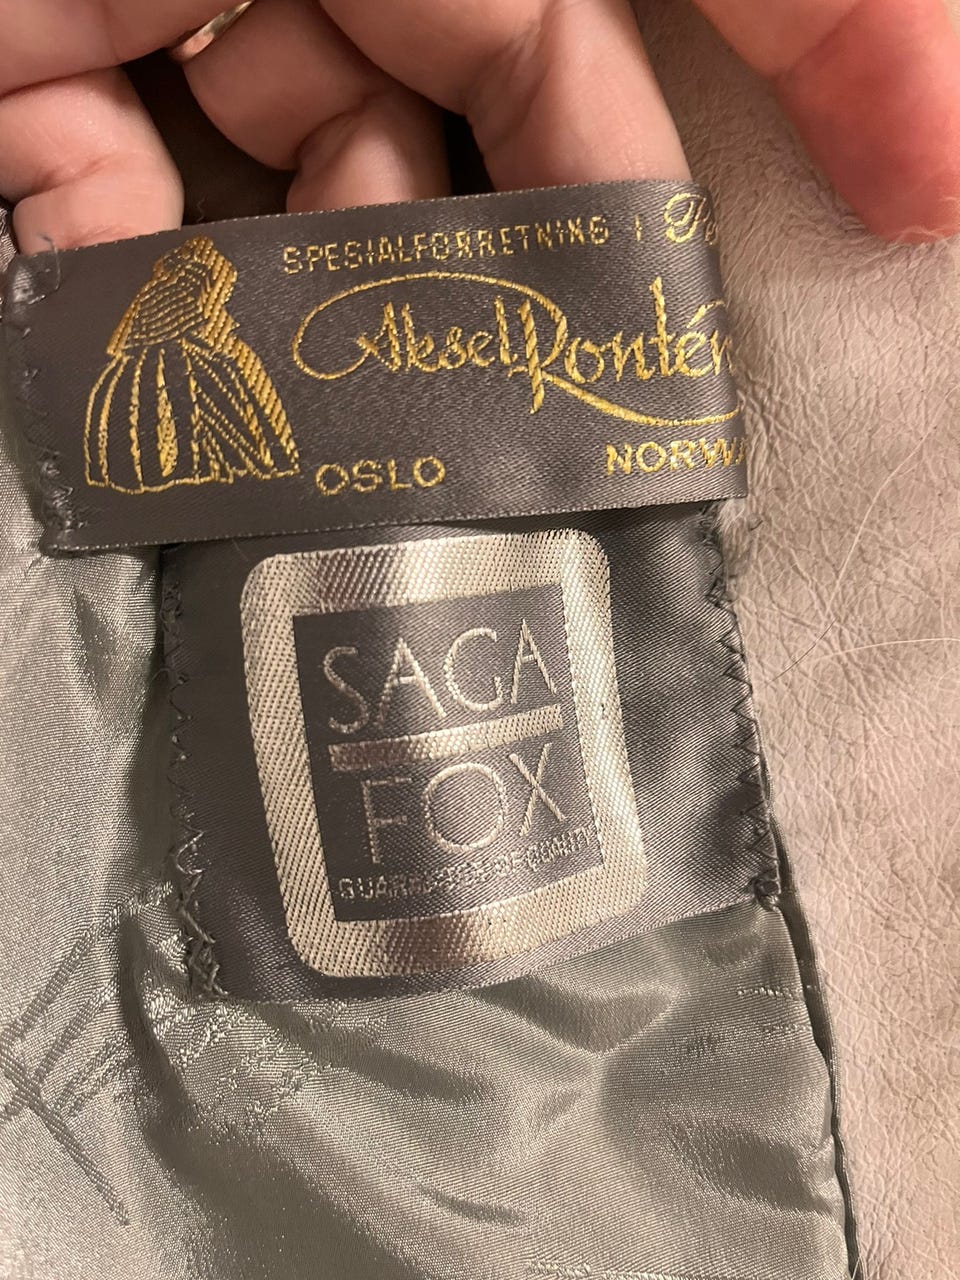 SPESIALFORRETNING I
Aksel Rontén
OSLO
SAGA
FOX